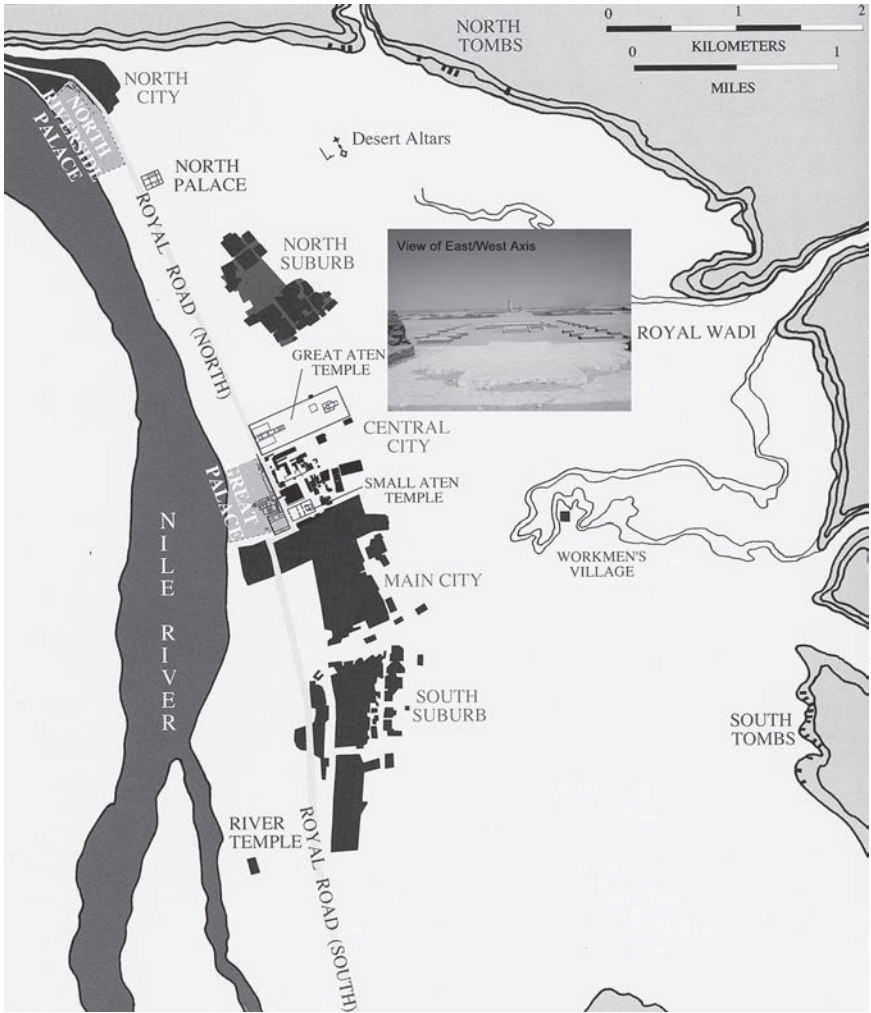 0 1 2
KILOMETERS
0 1
MILES
NORTH
TOMBS
NORTH
CITY
NORTH
RIVERSIDE
PALACE
Desert Altars
NORTH
PALACE
ROYAL ROAD (NORTH)
NORTH
SUBURB
View of East/West Axis
ROYAL WADI
GREAT ATEN
TEMPLE
CENTRAL
CITY
GREAT
PALACE
SMALL ATEN
TEMPLE
NILE RIVER
WORKMEN'S
VILLAGE
MAIN CITY
SOUTH
SUBURB
SOUTH
TOMBS
RIVER
TEMPLE
ROYAL ROAD (SOUTH)